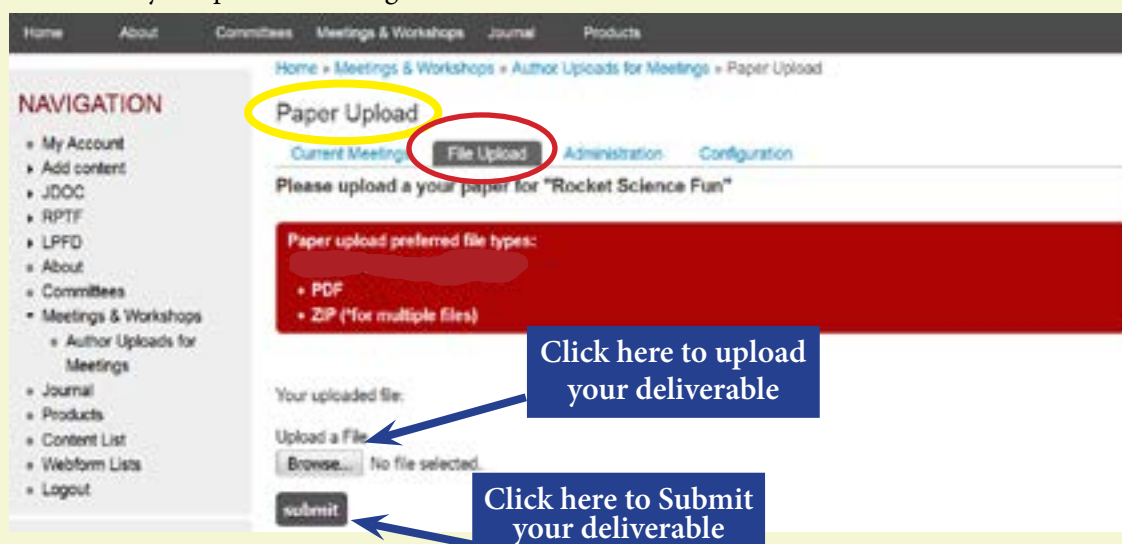 Home About Committees Meetings & Workshops Journal Products
Home » Meetings & Workshops » Author Uploads for Meetings » Paper Upload
NAVIGATION
My Account
Add content
JDOC
RPTF
LPFD
About
Committees
Meetings & Workshops
Author Uploads for
Meetings
Journal
Products
Content List
Webform Lists
Logout
Paper Upload
Current Meetings File Upload Administration Configuration
Please upload a your paper for "Rocket Science Fun"
Paper upload preferred file types:
• PDF
• ZIP (*for multiple files)
Click here to upload
your deliverable
Your uploaded file:
Upload a File
Browse... No file selected.
submit
Click here to Submit
your deliverable